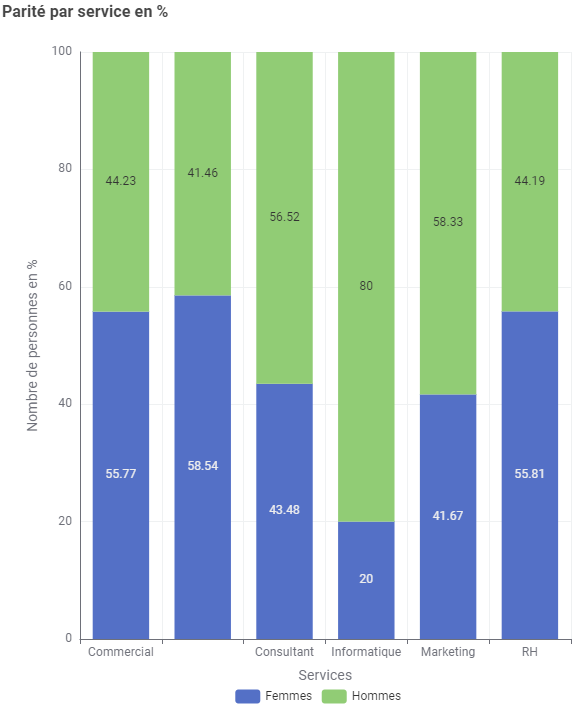 Parité par service en %
100
44.23
41.46
56.52
80
58.33
44.19
80
60
40
20
0
Nombre de personnes en %
55.77
58.54
43.48
20
41.67
55.81
Commercial
Consultant
Informatique
Marketing
RH
Services
Femmes
Hommes